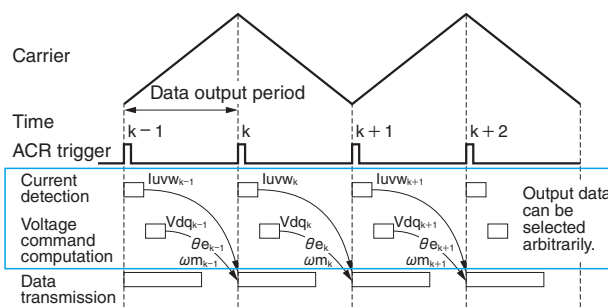 Carrier
Data output period
Time
k – 1
k
k + 1
k + 2
ACR trigger
Current
detection
Iuvwk–1
Iuvwk
Iuvwk+1
Output data
can be
selected
arbitrarily.
Voltage
command
computation
Vdqk–1
Vdqk
Vdqk+1
θek–1
θek
θek+1
ωmk–1
ωmk
ωmk+1
Data
transmission